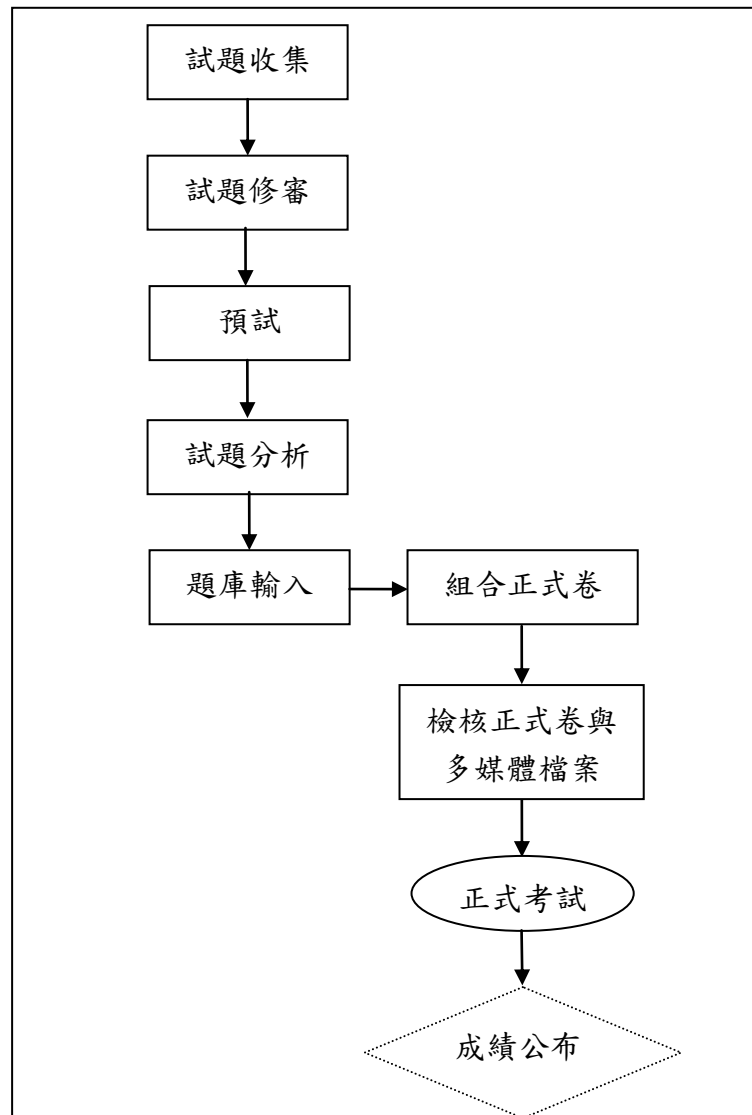 試題收集
試題修審
預試
試題分析
題庫輸入
組合正式卷
檢核正式卷與
多媒體檔案
正式考試
成績公布